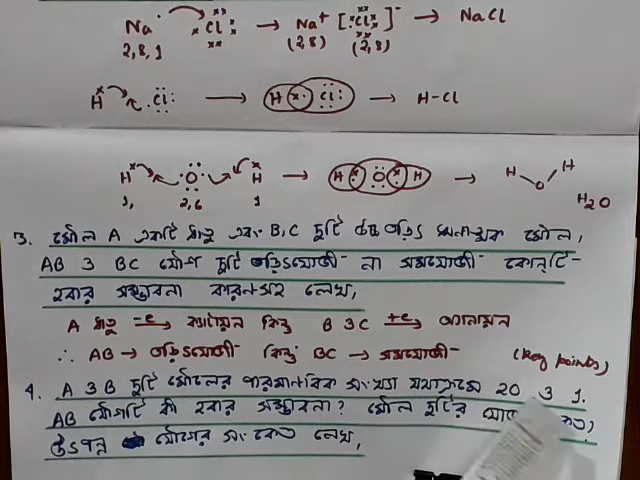 Na· → Cl → Na⁺ [Cl]⁻ → NaCl
2,8,1 (2,8) (2,8)
H Cl → H Cl → H-Cl
H O H → H O H → H O H
1, 2,6 1 H₂O
3. মৌল A একটি ধাতু এবং B,C দুটি তড়িৎ ঋণাত্মক মৌল,
AB ও BC যৌগ দুটি তড়িৎযোজী না সমযোজী কোনটি
হবার সম্ভাবনা কারণসহ লেখ,
A ধাতু -e→ ক্যাটায়ন কিন্তু B ও C +e→ অ্যানায়ন
∴ AB → তড়িৎযোজী কিন্তু BC → সমযোজী (key points)
4. A ও B দুটি মৌলের পারমাণবিক সংখ্যা যথাক্রমে 20 ও 1.
AB যৌগটি কী হবার সম্ভাবনা? মৌল দুটির
উৎপন্ন যৌগের সংকেত লেখ,